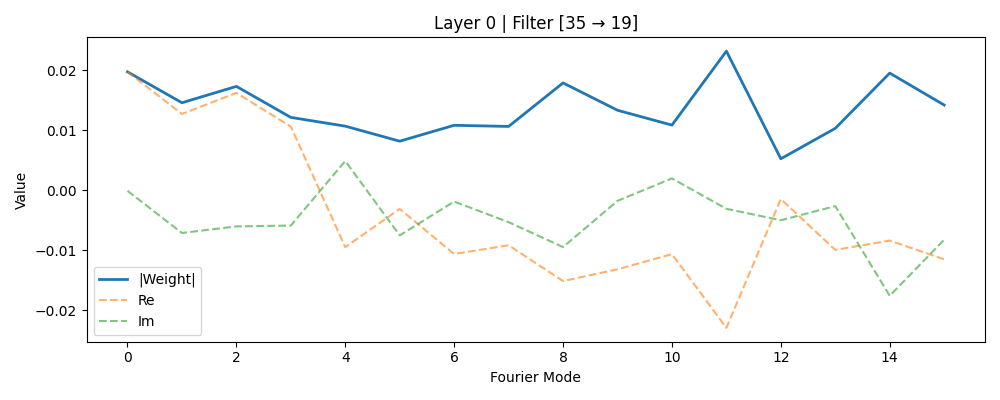 Layer 0 | Filter [35 → 19]
0.02
0.01
0.00
−0.01
−0.02
Value
|Weight|
Re
Im
0 2 4 6 8 10 12 14
Fourier Mode